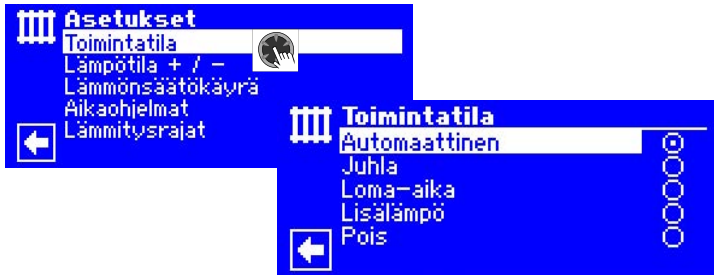 Asetukset
Toimintatila
Lämpötila + / −
Lämmönsäätökäyrä
Aikaohjelmat
Lämmitysrajat
Toimintatila
Automaattinen
Juhla
Loma-aika
Lisälämpö
Pois